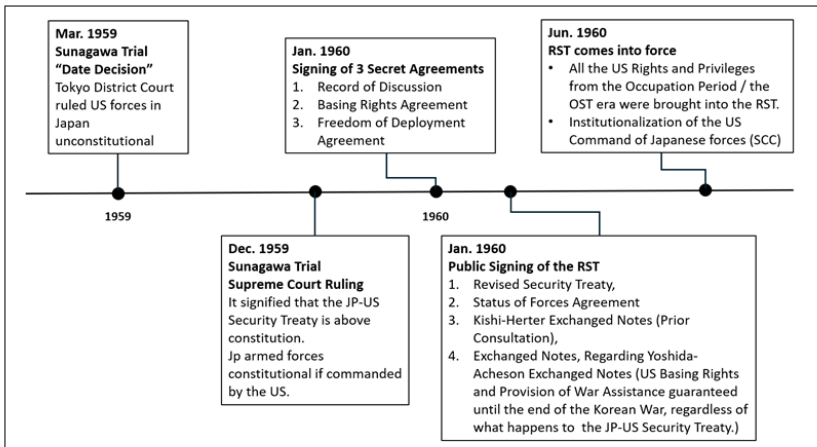 Mar. 1959
Sunagawa Trial
“Date Decision”
Tokyo District Court
ruled US forces in
Japan
unconstitutional
Jan. 1960
Signing of 3 Secret Agreements
1. Record of Discussion
2. Basing Rights Agreement
3. Freedom of Deployment
Agreement
Jun. 1960
RST comes into force
• All the US Rights and Privileges
from the Occupation Period / the
OST era were brought into the RST.
• Institutionalization of the US
Command of Japanese forces (SCC)
1959
1960
Dec. 1959
Sunagawa Trial
Supreme Court Ruling
It signified that the JP-US
Security Treaty is above
constitution.
Jp armed forces
constitutional if commanded
by the US.
Jan. 1960
Public Signing of the RST
1. Revised Security Treaty,
2. Status of Forces Agreement
3. Kishi-Herter Exchanged Notes (Prior
Consultation),
4. Exchanged Notes, Regarding Yoshida-
Acheson Exchanged Notes (US Basing
Rights and Provision of War Assistance guaranteed
until the end of the Korean War, regardless of
what happens to the JP-US Security Treaty.)